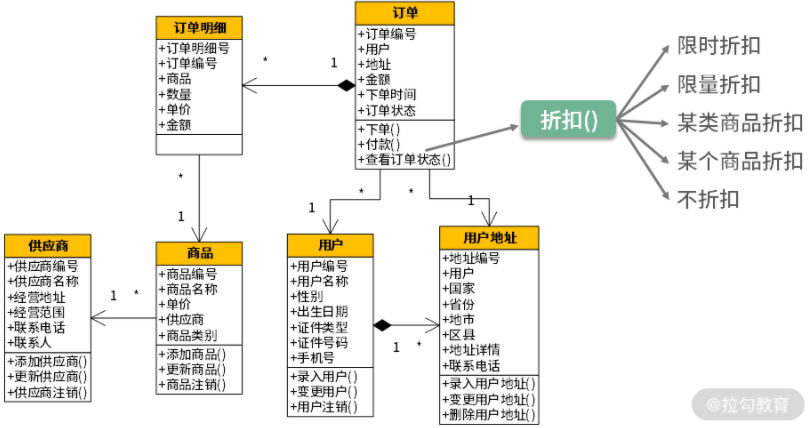 订单明细
+订单明细号
+订单编号
+商品
+数量
+单价
+金额
*
1
订单
+订单编号
+用户
+地址
+金额
+下单时间
+订单状态
+下单()
+付款()
+查看订单状态()
折扣()
限时折扣
限量折扣
某类商品折扣
某个商品折扣
不折扣
*
1
*
1
*
1
供应商
+供应商编号
+供应商名称
+经营地址
+经营范围
+联系电话
+联系人
+添加供应商()
+更新供应商()
+供应商注销()
1
*
商品
+商品编号
+商品名称
+单价
+供应商
+商品类别
+添加商品()
+更新商品()
+商品注销()
用户
+用户编号
+用户名称
+性别
+出生日期
+证件类型
+证件号码
+手机号
+录入用户()
+变更用户()
+用户注销()
1
*
用户地址
+地址编号
+用户
+国家
+省份
+地市
+区县
+地址详情
+联系电话
+录入用户地址()
+变更用户地址()
+删除用户地址()
@拉勾教育